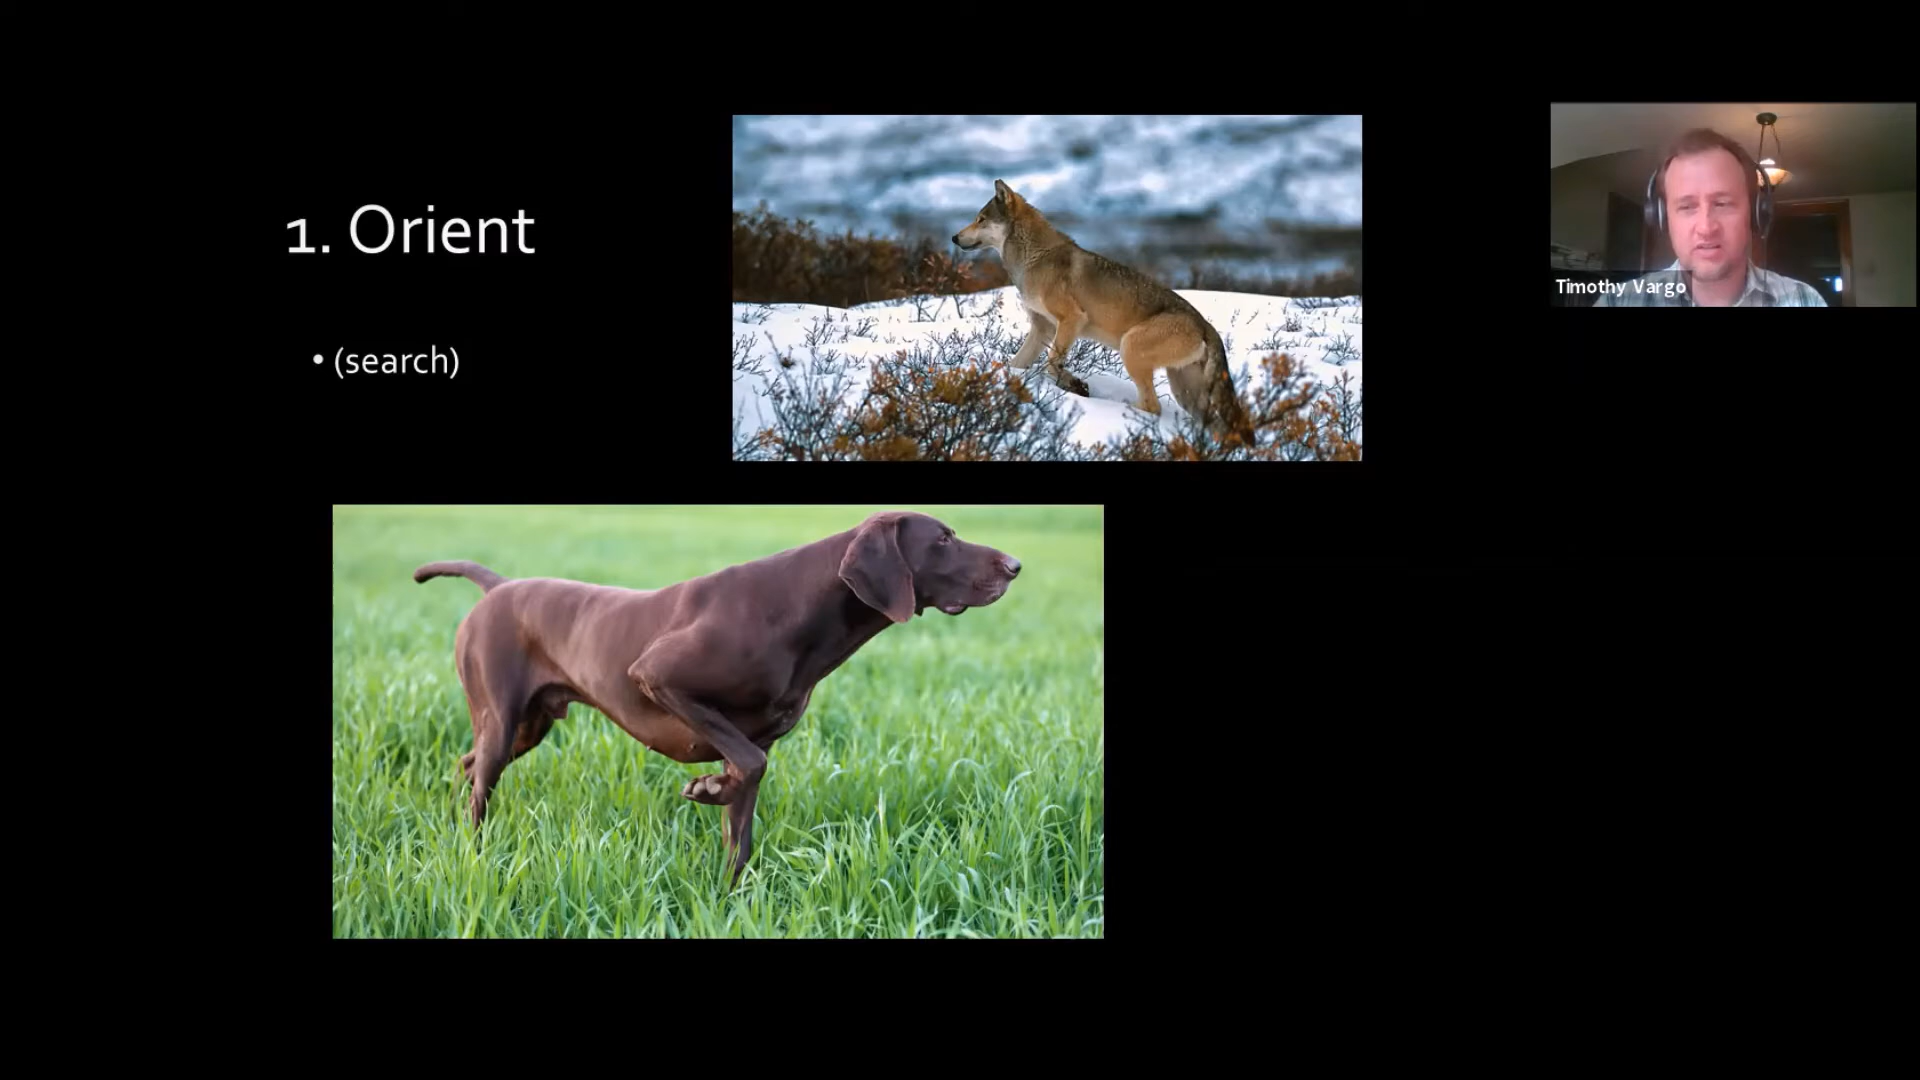 1. Orient
• (search)
Timothy Vargo